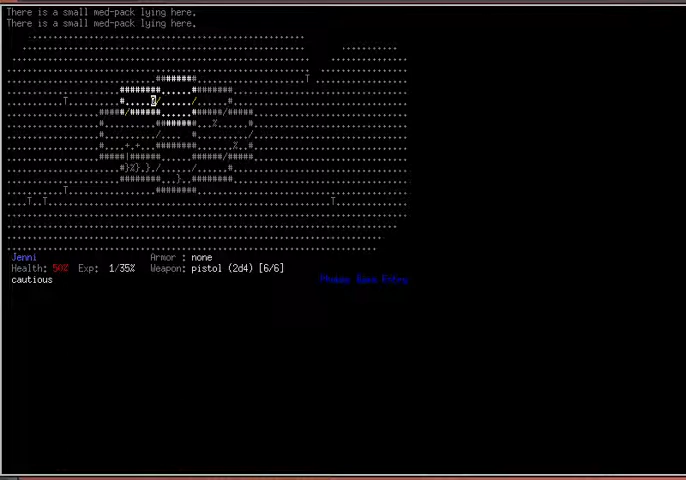 There is a small med-pack lying here.
There is a small med-pack lying here.
Jenni Armor : none
Health: 50% Exp: 1/35% Weapon: pistol (2d4) [6/6]
cautious Phobos Base Entry